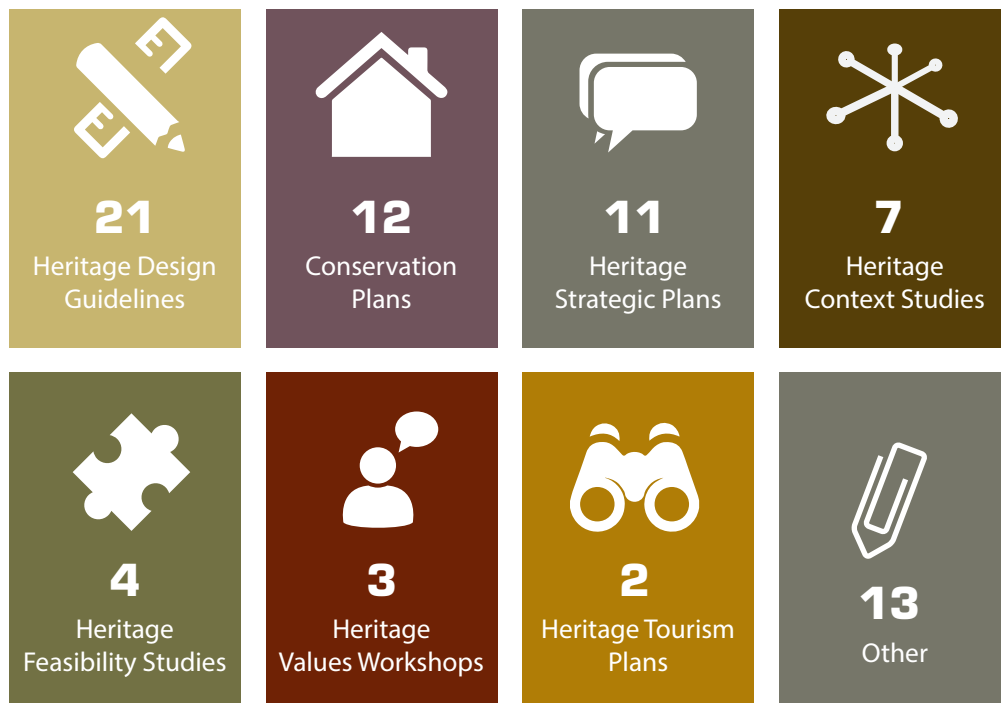 21
Heritage Design
Guidelines
12
Conservation
Plans
11
Heritage
Strategic Plans
7
Heritage
Context Studies
4
Heritage
Feasibility Studies
3
Heritage
Values Workshops
2
Heritage Tourism
Plans
13
Other